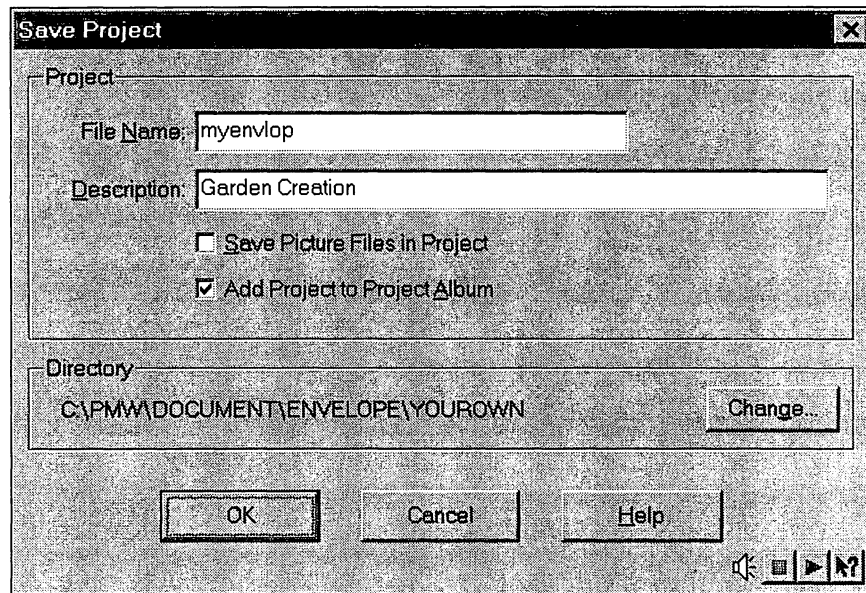 Save Project
Project
File Name: myenvlop
Description: Garden Creation
Save Picture Files in Project
Add Project to Project Album
Directory
C:\PMW\DOCUMENT\ENVELOPE\YOUROWN
Change...
OK
Cancel
Help
?